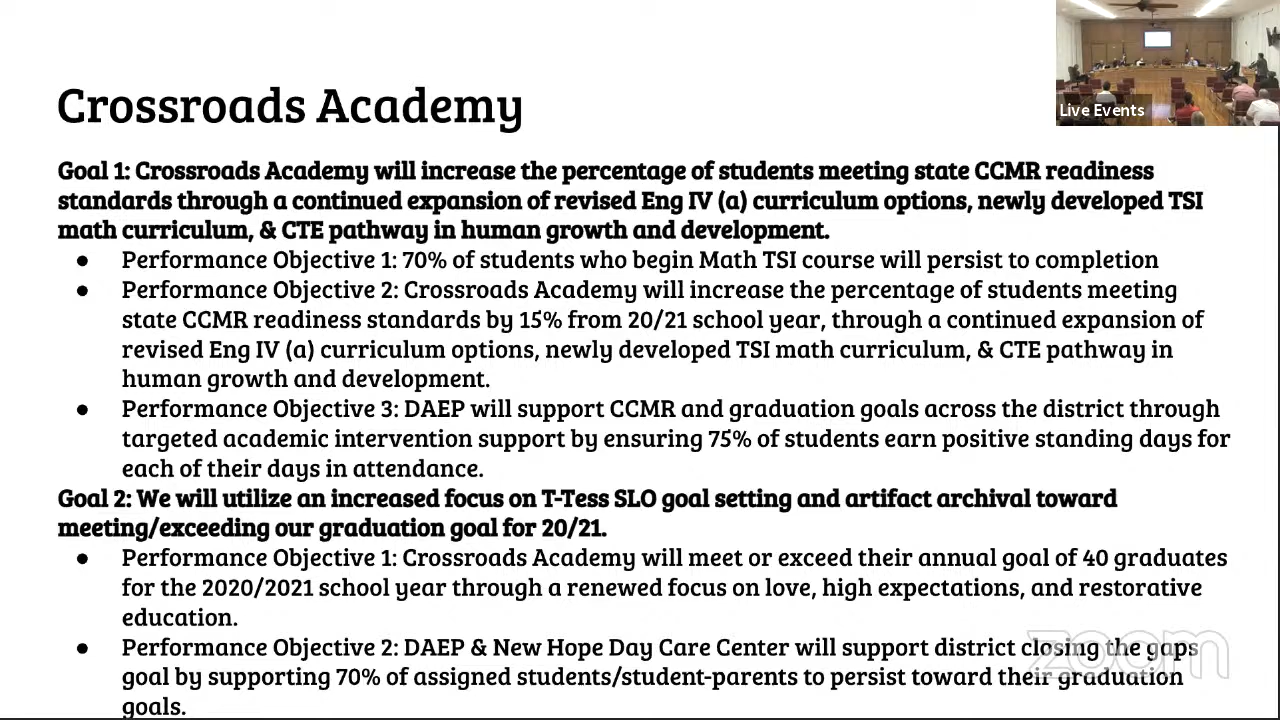 Live Events
Crossroads Academy
Goal 1: Crossroads Academy will increase the percentage of students meeting state CCMR readiness
standards through a continued expansion of revised Eng IV (a) curriculum options, newly developed TSI
math curriculum, & CTE pathway in human growth and development.
● Performance Objective 1: 70% of students who begin Math TSI course will persist to completion
● Performance Objective 2: Crossroads Academy will increase the percentage of students meeting
state CCMR readiness standards by 15% from 20/21 school year, through a continued expansion of
revised Eng IV (a) curriculum options, newly developed TSI math curriculum, & CTE pathway in
human growth and development.
● Performance Objective 3: DAEP will support CCMR and graduation goals across the district through
targeted academic intervention support by ensuring 75% of students earn positive standing days for
each of their days in attendance.
Goal 2: We will utilize an increased focus on T-Tess SLO goal setting and artifact archival toward
meeting/exceeding our graduation goal for 20/21.
● Performance Objective 1: Crossroads Academy will meet or exceed their annual goal of 40 graduates
for the 2020/2021 school year through a renewed focus on love, high expectations, and restorative
education.
● Performance Objective 2: DAEP & New Hope Day Care Center will support district closing the gaps
goal by supporting 70% of assigned students/student-parents to persist toward their graduation
goals.
zoom